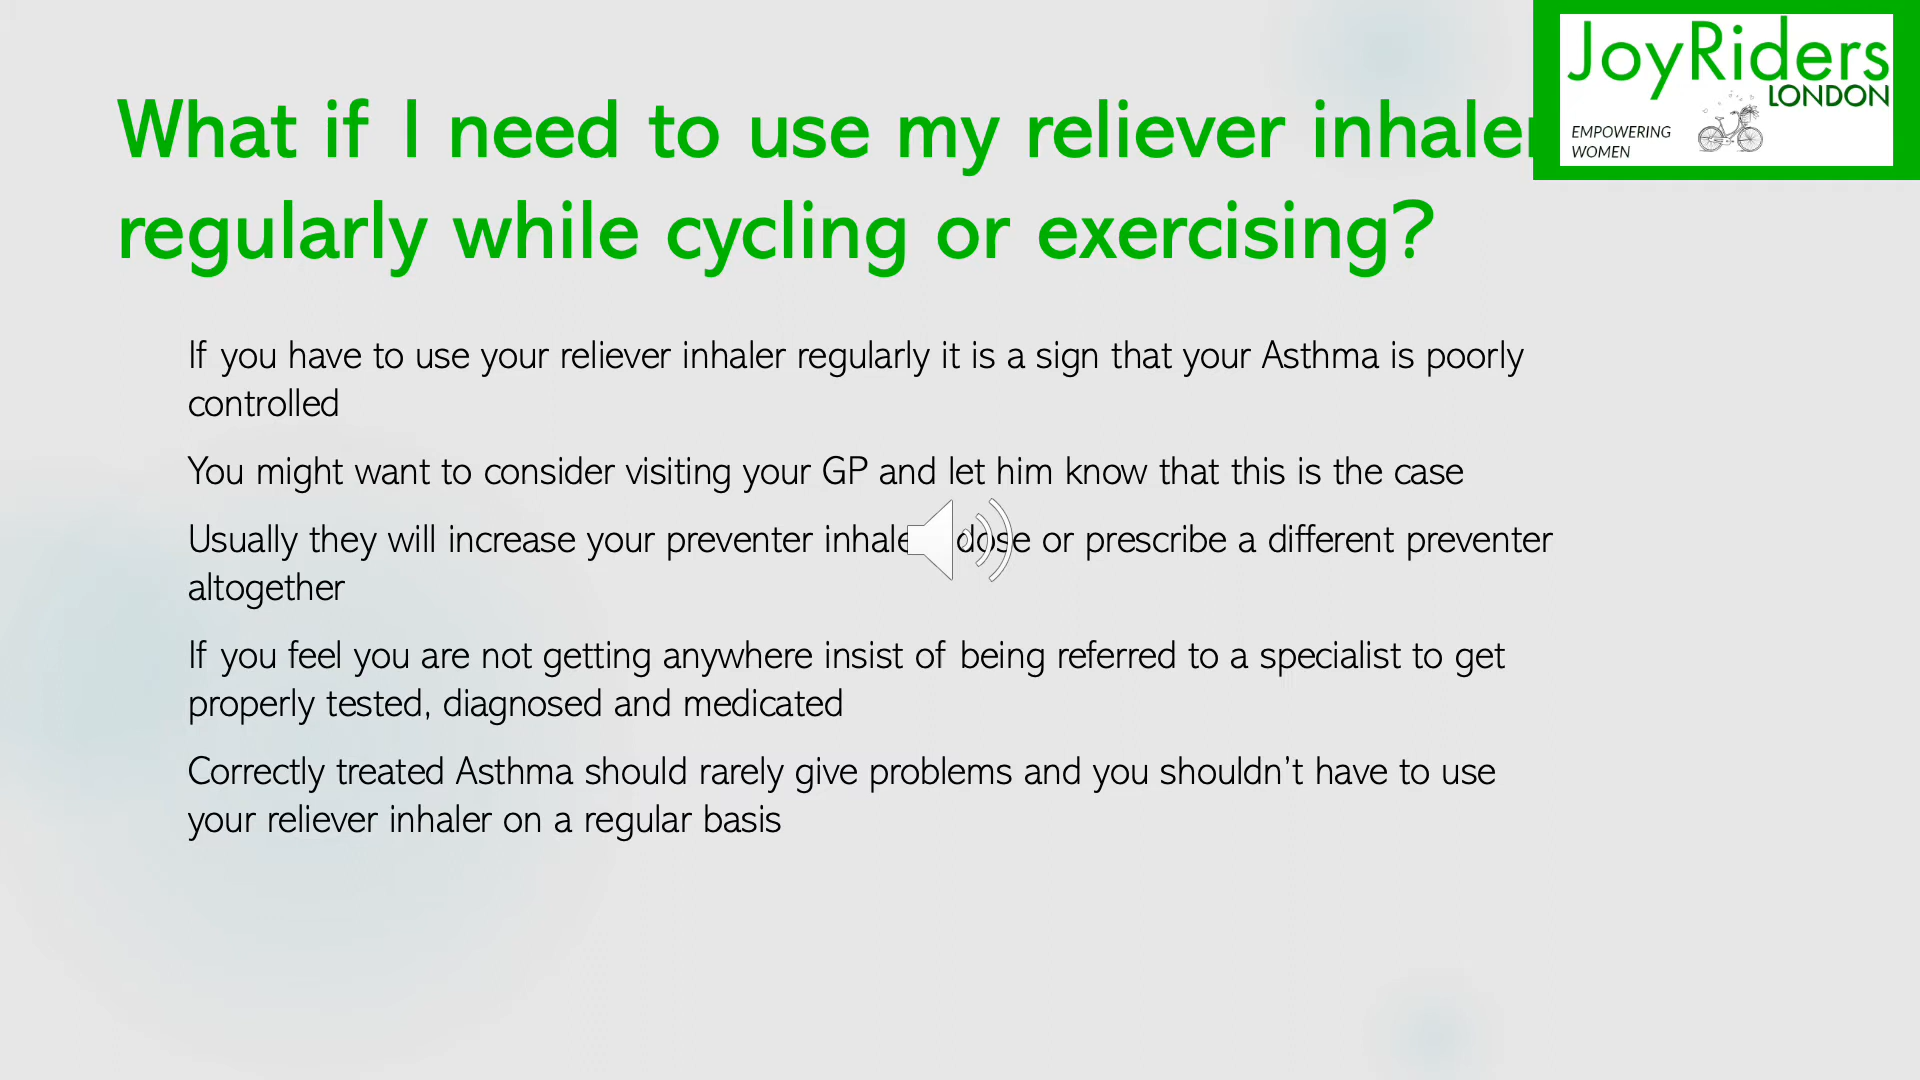 JoyRiders
LONDON
EMPOWERING
WOMEN
What if I need to use my reliever inhaler
regularly while cycling or exercising?
If you have to use your reliever inhaler regularly it is a sign that your Asthma is poorly
controlled
You might want to consider visiting your GP and let him know that this is the case
Usually they will increase your preventer inhaler dose or prescribe a different preventer
altogether
If you feel you are not getting anywhere insist of being referred to a specialist to get
properly tested, diagnosed and medicated
Correctly treated Asthma should rarely give problems and you shouldn't have to use
your reliever inhaler on a regular basis